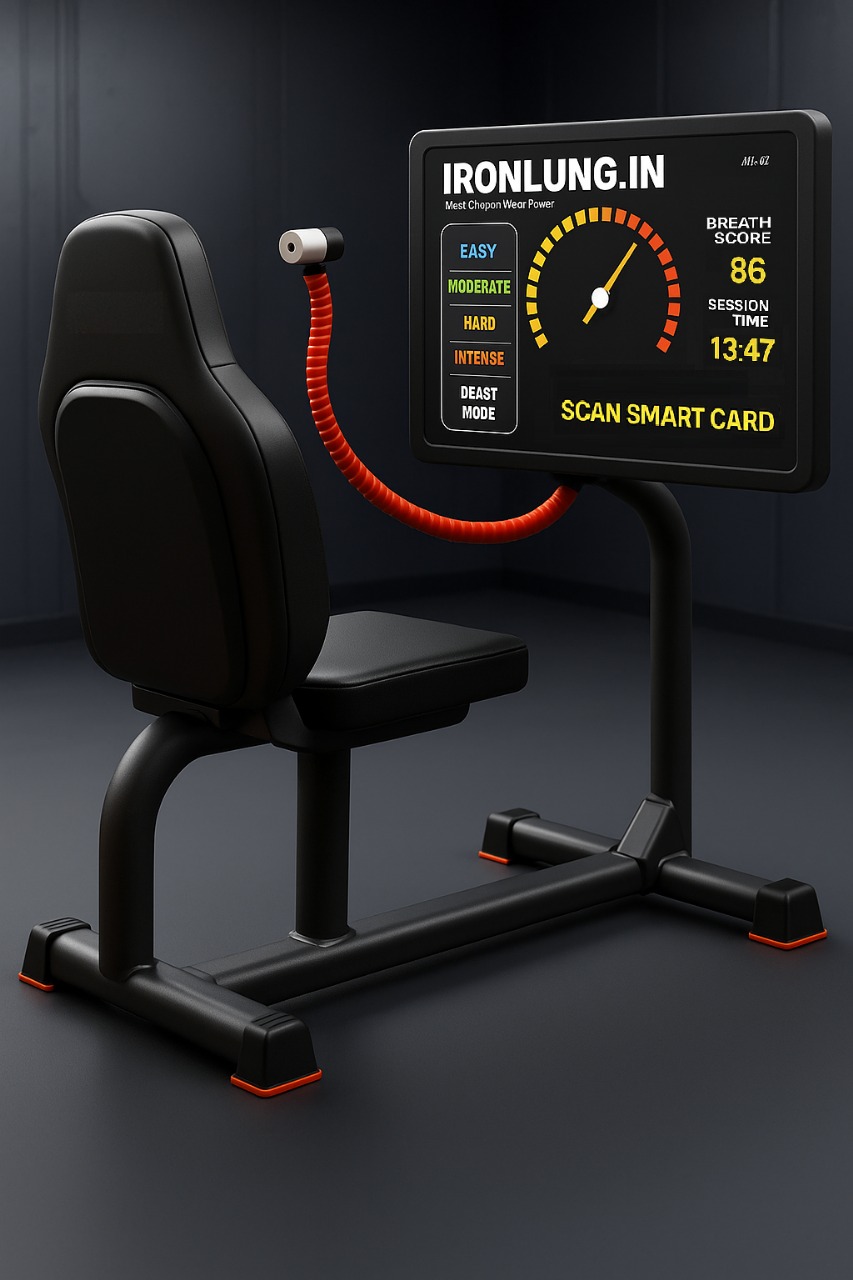 IRONLUNG.IN
Mest Chopon Wear Power
EASY
MODERATE
HARD
INTENSE
DEAST
MODE
BREATH
SCORE
86
SESSION
TIME
13:47
SCAN SMART CARD